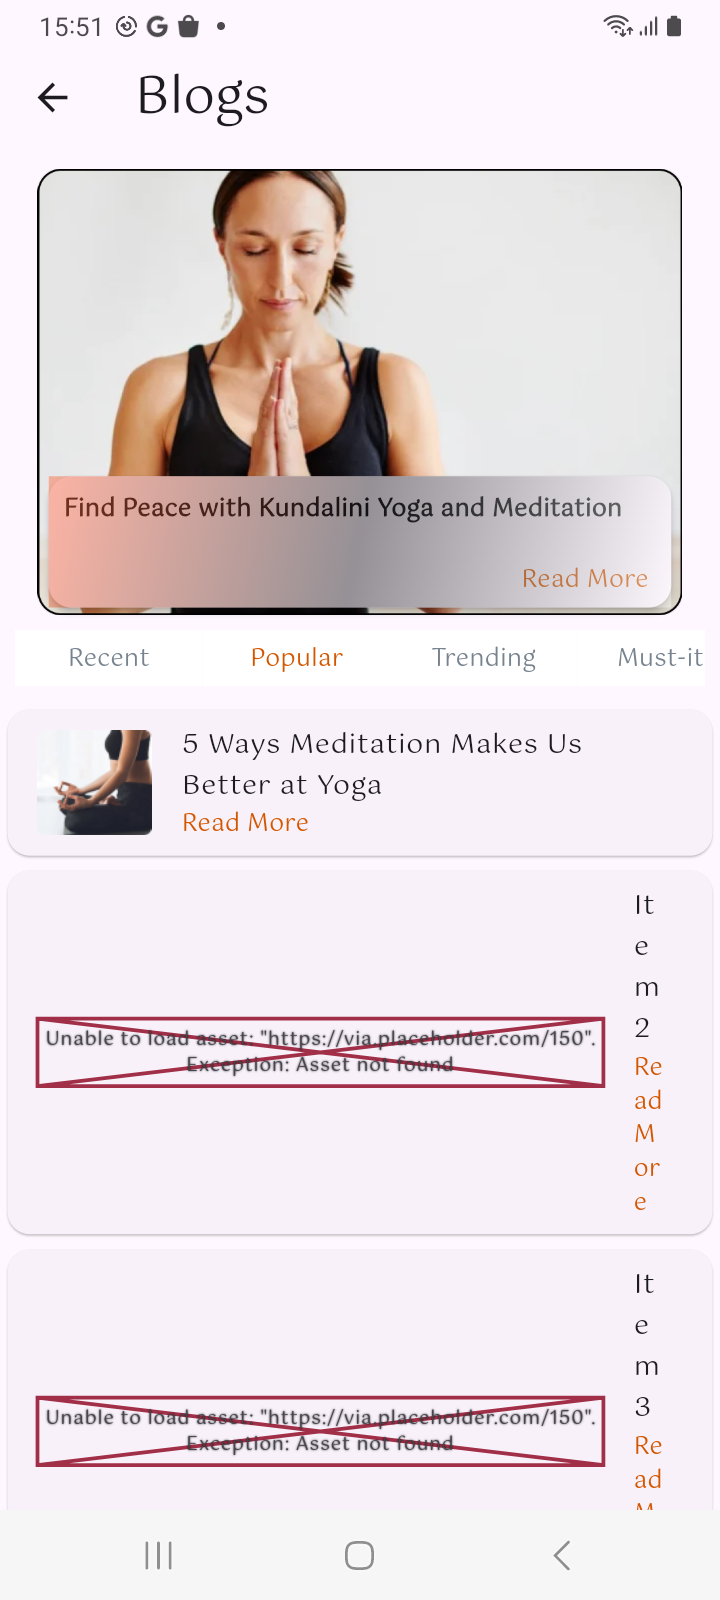 15:51
Blogs
Find Peace with Kundalini Yoga and Meditation
Read More
Recent Popular Trending Must-it
5 Ways Meditation Makes Us
Better at Yoga
Read More
It
e
m
2
Unable to load asset: "https://via.placeholder.com/150".
Exception: Asset not found
Re
ad
M
or
e
It
e
m
3
Unable to load asset: "https://via.placeholder.com/150".
Exception: Asset not found
Re
ad
M